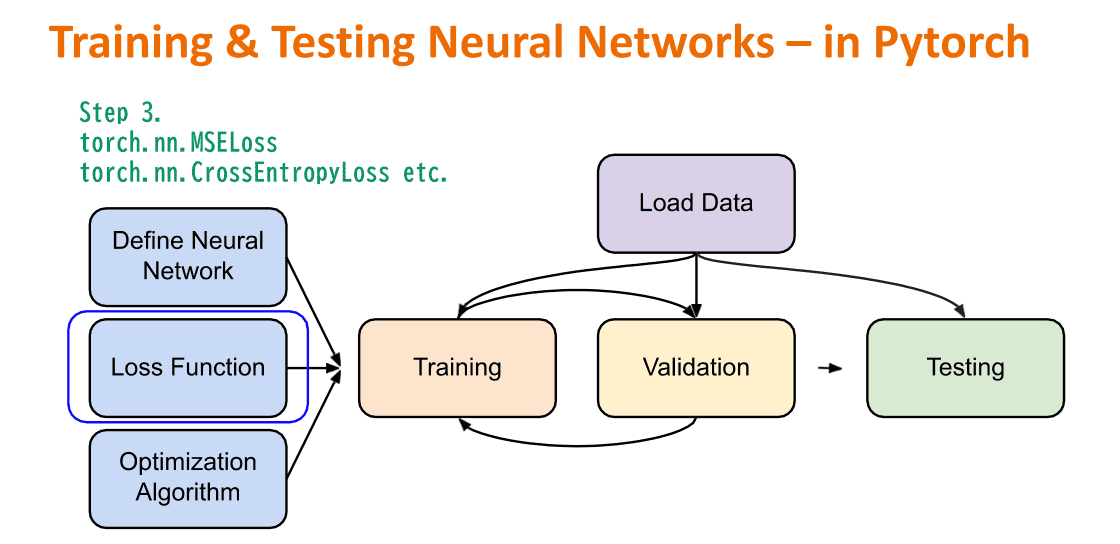 Training & Testing Neural Networks – in Pytorch
Step 3.
torch.nn.MSELoss
torch.nn.CrossEntropyLoss etc.
Load Data
Define Neural
Network
Loss Function
Training
Validation
Testing
Optimization
Algorithm